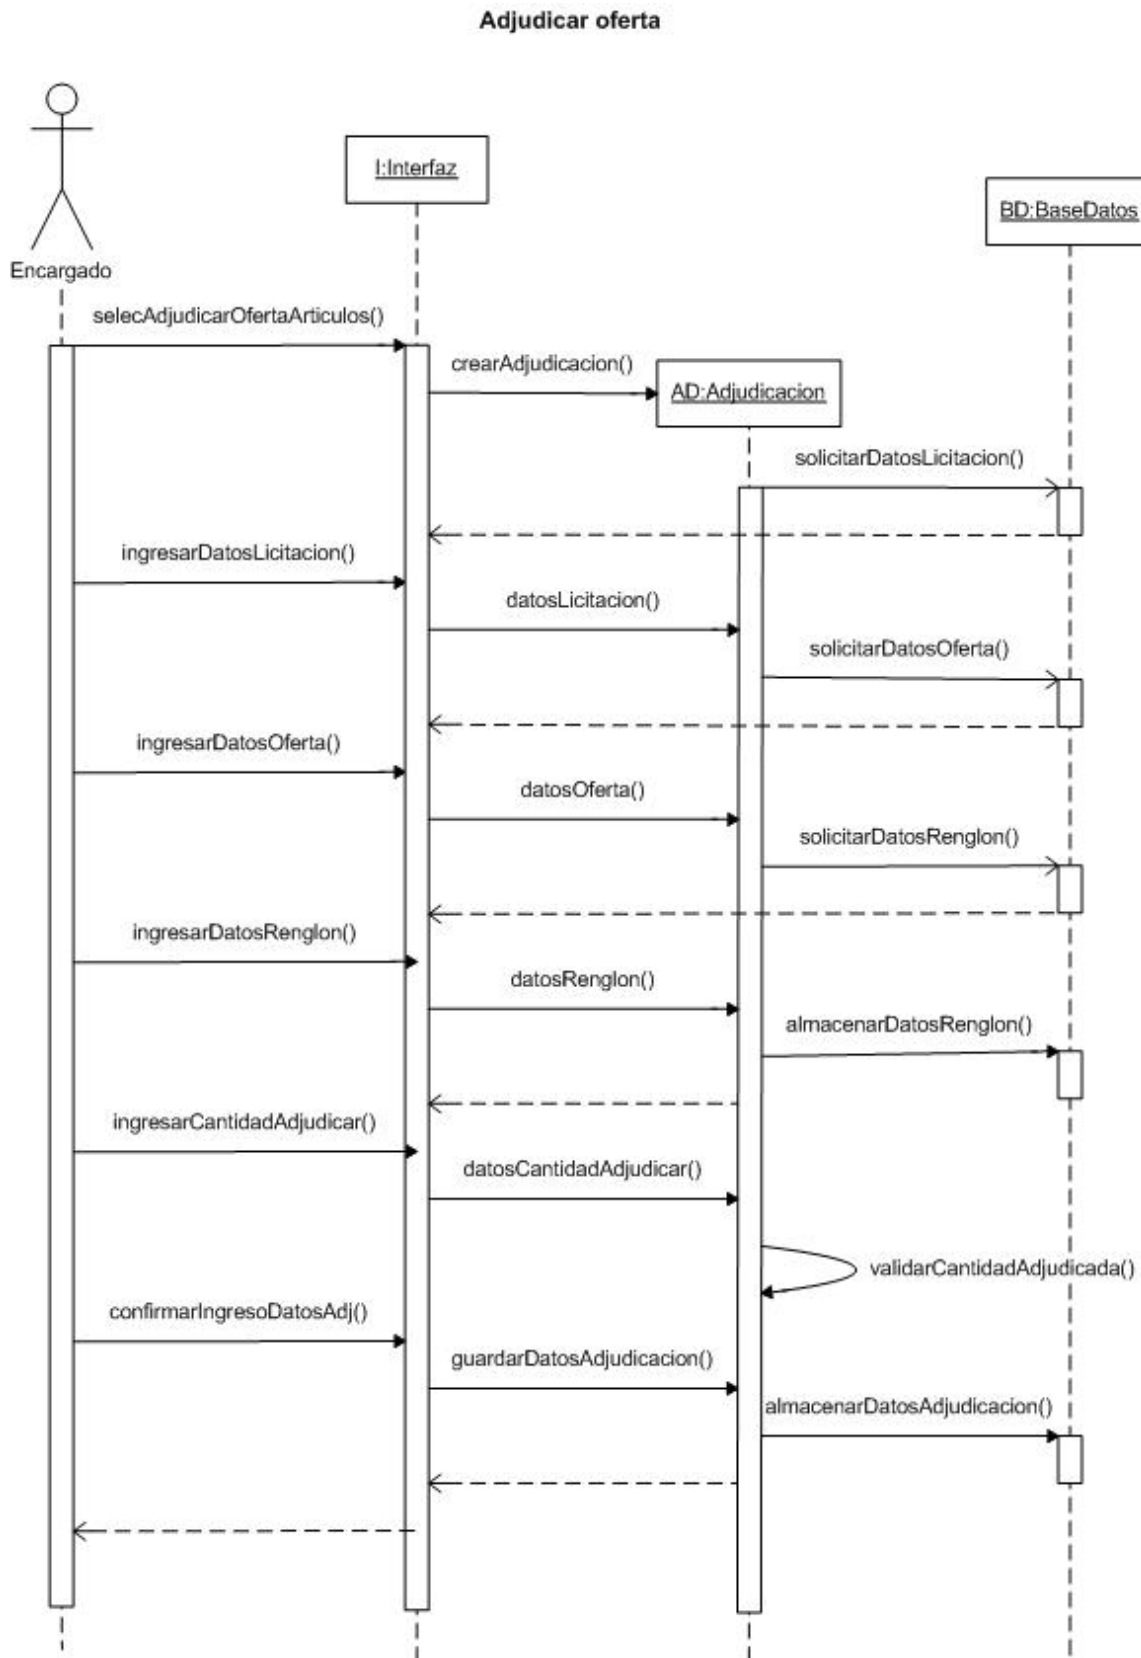 Adjudicar oferta
I:Interfaz
BD:BaseDatos
Encargado
selecAdjudicarOfertaArticulos()
crearAdjudicacion()
AD:Adjudicacion
solicitarDatosLicitacion()
ingresarDatosLicitacion()
datosLicitacion()
solicitarDatosOferta()
ingresarDatosOferta()
datosOferta()
solicitarDatosRenglon()
ingresarDatosRenglon()
datosRenglon()
almacenarDatosRenglon()
ingresarCantidadAdjudicar()
datosCantidadAdjudicar()
validarCantidadAdjudicada()
confirmarIngresoDatosAdj()
guardarDatosAdjudicacion()
almacenarDatosAdjudicacion()